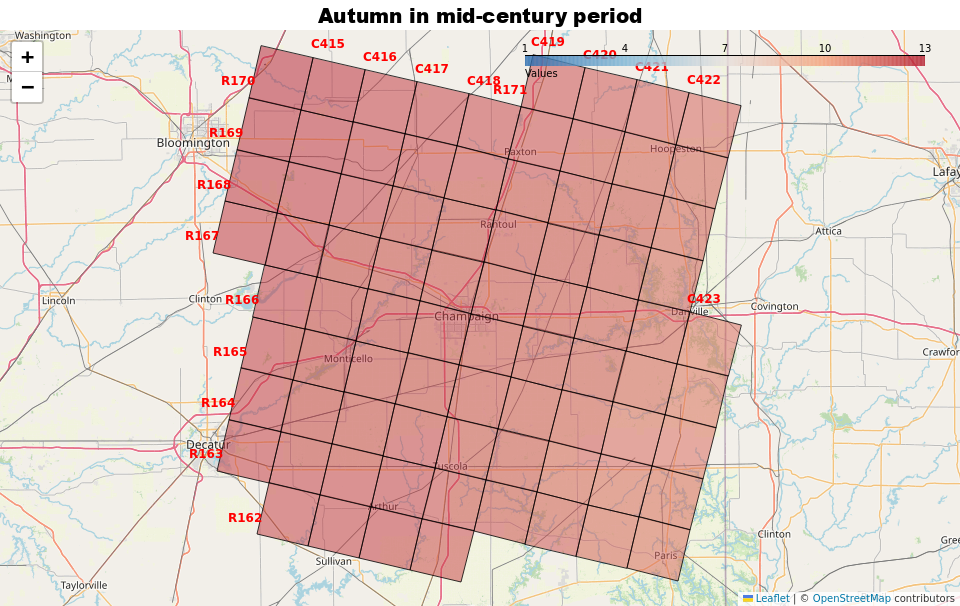 Autumn in mid-century period
Washington
C415
C416
C417
C418
C419
C420
C421
C422
1
4
7
10
13
Values
+
−
R170
R171
R169
Bloomington
Paxton
Hoopeston
R168
Rantoul
Attica
R167
Lincoln
Clinton
R166
C423
Danville
Covington
Champaign
R165
Monticello
Crawfor
R164
Decatur
R163
Tuscola
Arthur
R162
Clinton
Gree
Sullivan
Paris
Taylorville
Lafay
Leaflet | © OpenStreetMap contributors